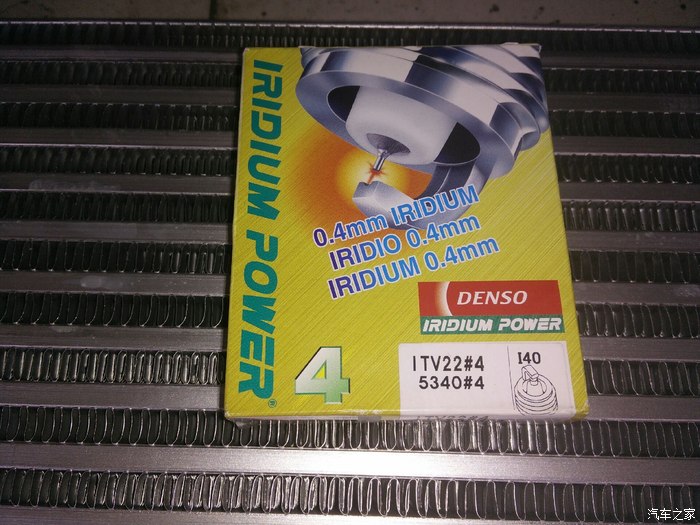 IRIDIUM POWER®
0.4mm IRIDIUM
IRIDIO 0.4mm
IRIDIUM 0.4mm
DENSO
IRIDIUM POWER
4
ITV22#4
5340#4
I40
汽车之家